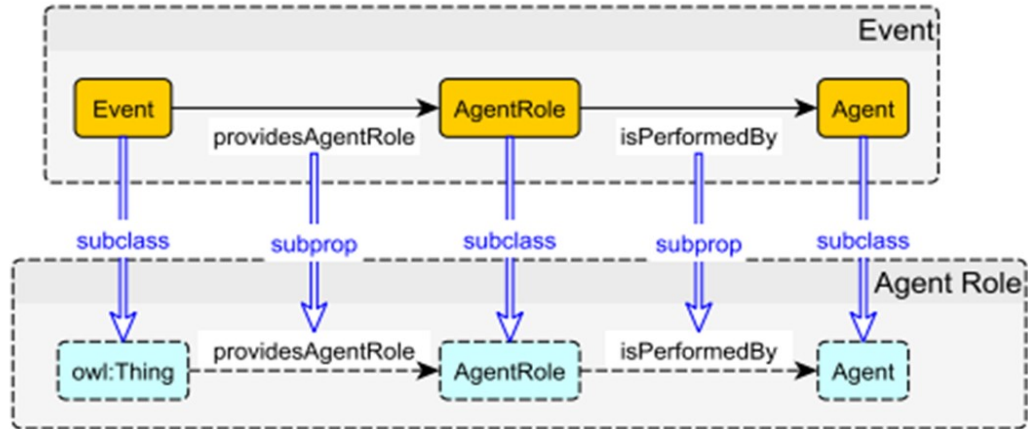 Event
Event
AgentRole
Agent
providesAgentRole
isPerformedBy
subclass
subprop
subclass
subprop
subclass
Agent Role
providesAgentRole
isPerformedBy
owl:Thing
AgentRole
Agent